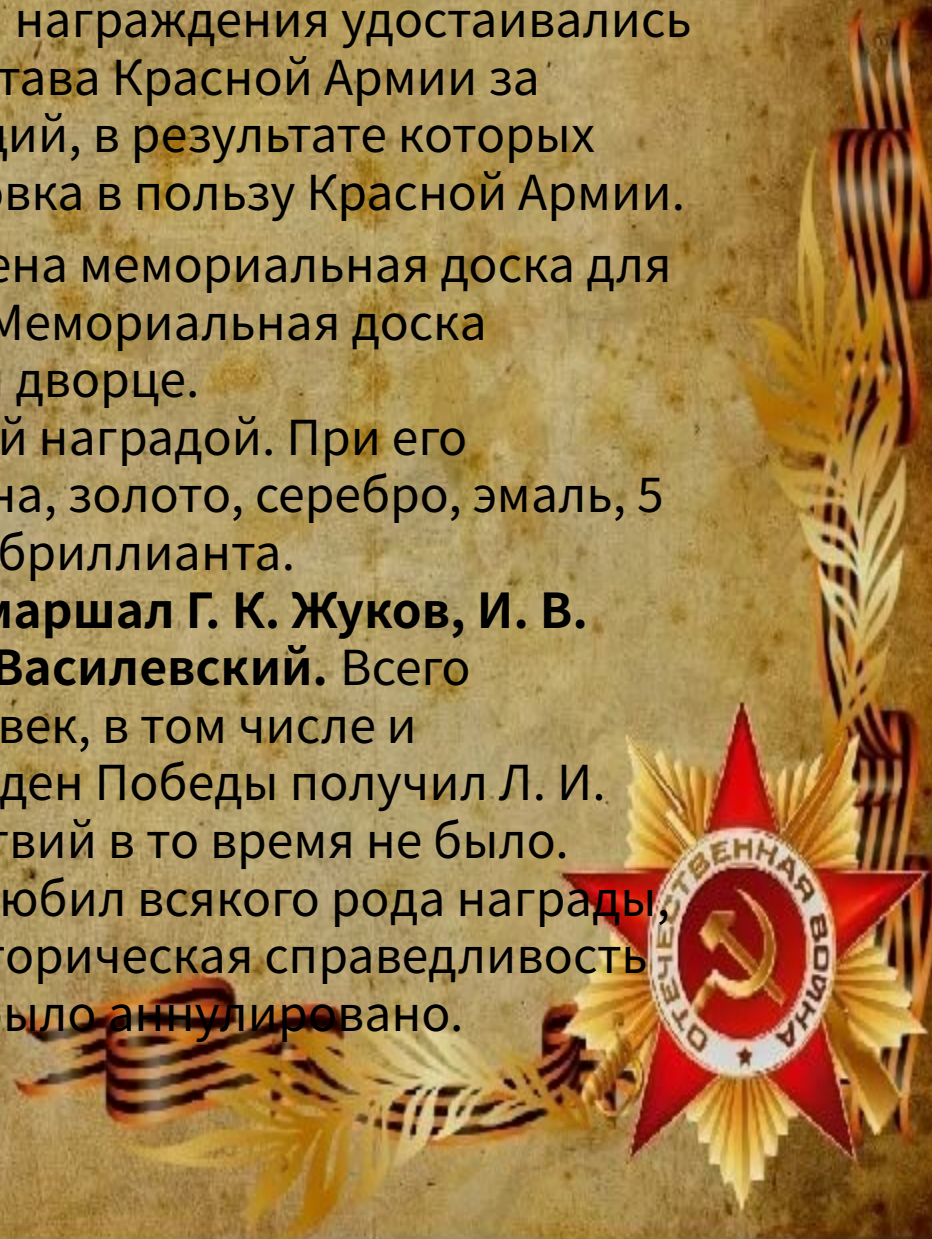 награждения удостаивались
тава Красной Армии за
ций, в результате которых
овка в пользу Красной Армии.
ена мемориальная доска для
Мемориальная доска
дворце.
й наградой. При его
на, золото, серебро, эмаль, 5
бриллианта.
маршал Г. К. Жуков, И. В.
Василевский. Всего
век, в том числе и
ден Победы получил Л. И.
твий в то время не было.
юбил всякого рода награды,
торическая справедливость
ыло аннулировано.
ОТЕЧЕСТВЕННАЯ ВОЙНА